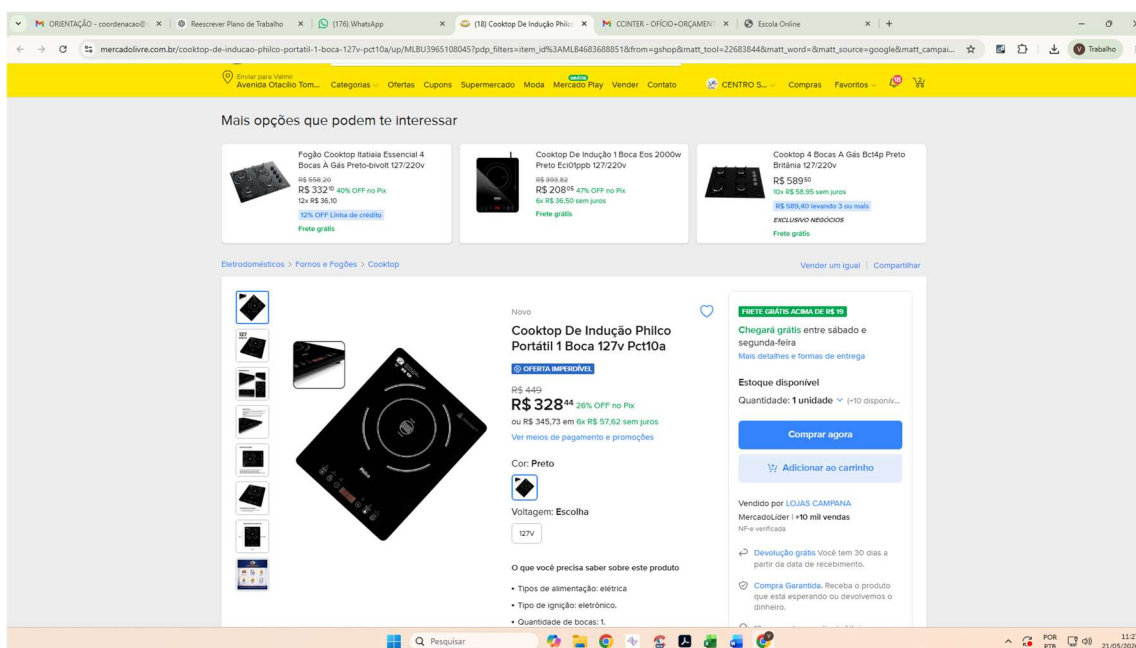 ORIENTAÇÃO - coordenacao@
Reescrever Plano de Trabalho
(176) WhatsApp
(18) Cooktop De Indução Philc
CCINTER - OFÍCIO+ORÇAMENT
Escola Online
mercadolivre.com.br/cooktop-de-inducao-philco-portatil-1-boca-127v-pct10a/up/MLBU3965108045?pdp_filters=item_id%3AMLB4683688851&from=gshop&matt_tool=22683844&matt_word=&matt_source=google&matt_campai...
Trabalho
Enviar para Valmir
Avenida Otacilio Tom...
Categorias
Ofertas
Cupons
Supermercado
Moda
GRÁTIS
Mercado Play
Vender
Contato
CENTRO S...
Compras
Favoritos
18
2
Mais opções que podem te interessar
Fogão Cooktop Itatiaia Essencial 4
Bocas À Gás Preto-bivolt 127/220v
R$ 558,20
R$ 332,10 40% OFF no Pix
12x R$ 36,10
12% OFF Linha de crédito
Frete grátis
Cooktop De Indução 1 Boca Eos 2000w
Preto Eci01ppb 127/220v
R$ 393,82
R$ 208,05 47% OFF no Pix
6x R$ 36,50 sem juros
Frete grátis
Cooktop 4 Bocas A Gás Bct4p Preto
Britânia 127/220v
R$ 589,50
10x R$ 58,95 sem juros
R$ 589,40 levando 3 ou mais
EXCLUSIVO NEGÓCIOS
Frete grátis
Eletrodomésticos > Fornos e Fogões > Cooktop
Vender um igual | Compartilhar
Novo
Cooktop De Indução Philco
Portátil 1 Boca 127v Pct10a
OFERTA IMPERDÍVEL
R$ 449
R$ 328,44 26% OFF no Pix
ou R$ 345,73 em 6x R$ 57,62 sem juros
Ver meios de pagamento e promoções
Cor: Preto
Voltagem: Escolha
127V
O que você precisa saber sobre este produto
• Tipos de alimentação: elétrica
• Tipo de ignição: eletrônico.
• Quantidade de bocas: 1.
Philco
FRETE GRÁTIS ACIMA DE R$ 19
Chegará grátis entre sábado e
segunda-feira
Mais detalhes e formas de entrega
Estoque disponível
Quantidade: 1 unidade (+10 disponív...
Comprar agora
Adicionar ao carrinho
Vendido por LOJAS CAMPANA
MercadoLíder | +10 mil vendas
NF-e verificada
Devolução grátis Você tem 30 dias a
partir da data de recebimento.
Compra Garantida. Receba o produto
que está esperando ou devolvemos o
dinheiro.
Pesquisar
POR
PTB
11:2
21/05/202